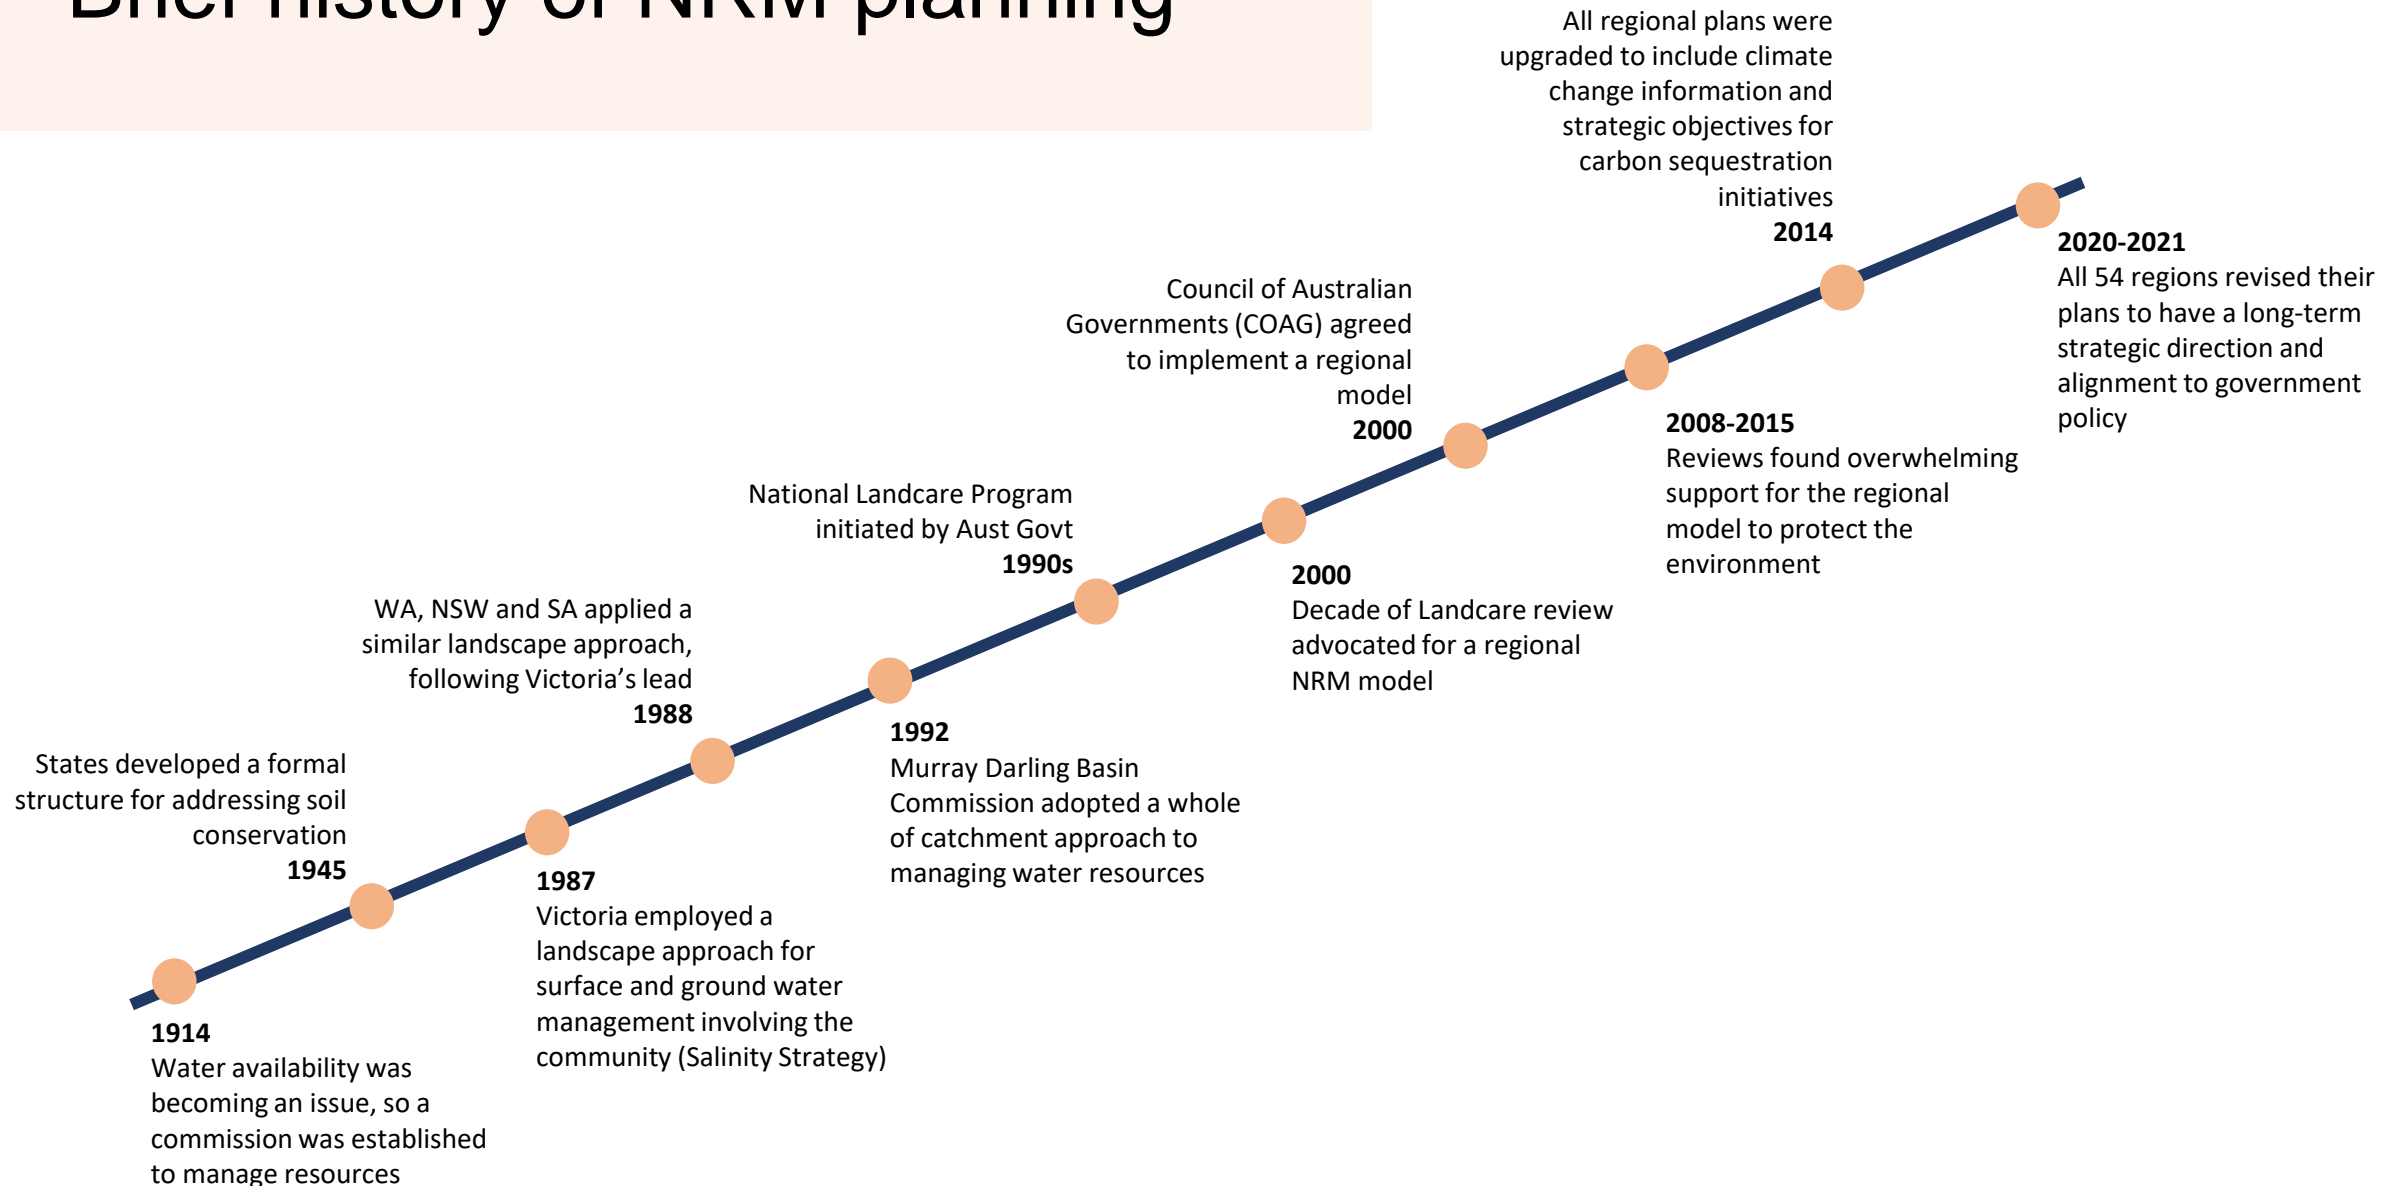 Brief history of NRM planning
1914
Water availability was
becoming an issue, so a
commission was established
to manage resources
States developed a formal
structure for addressing soil
conservation
1945
1987
Victoria employed a
landscape approach for
surface and ground water
management involving the
community (Salinity Strategy)
WA, NSW and SA applied a
similar landscape approach,
following Victoria’s lead
1988
1992
Murray Darling Basin
Commission adopted a whole
of catchment approach to
managing water resources
National Landcare Program
initiated by Aust Govt
1990s
2000
Decade of Landcare review
advocated for a regional
NRM model
Council of Australian
Governments (COAG) agreed
to implement a regional
model
2000
2008-2015
Reviews found overwhelming
support for the regional
model to protect the
environment
All regional plans were
upgraded to include climate
change information and
strategic objectives for
carbon sequestration
initiatives
2014
2020-2021
All 54 regions revised their
plans to have a long-term
strategic direction and
alignment to government
policy